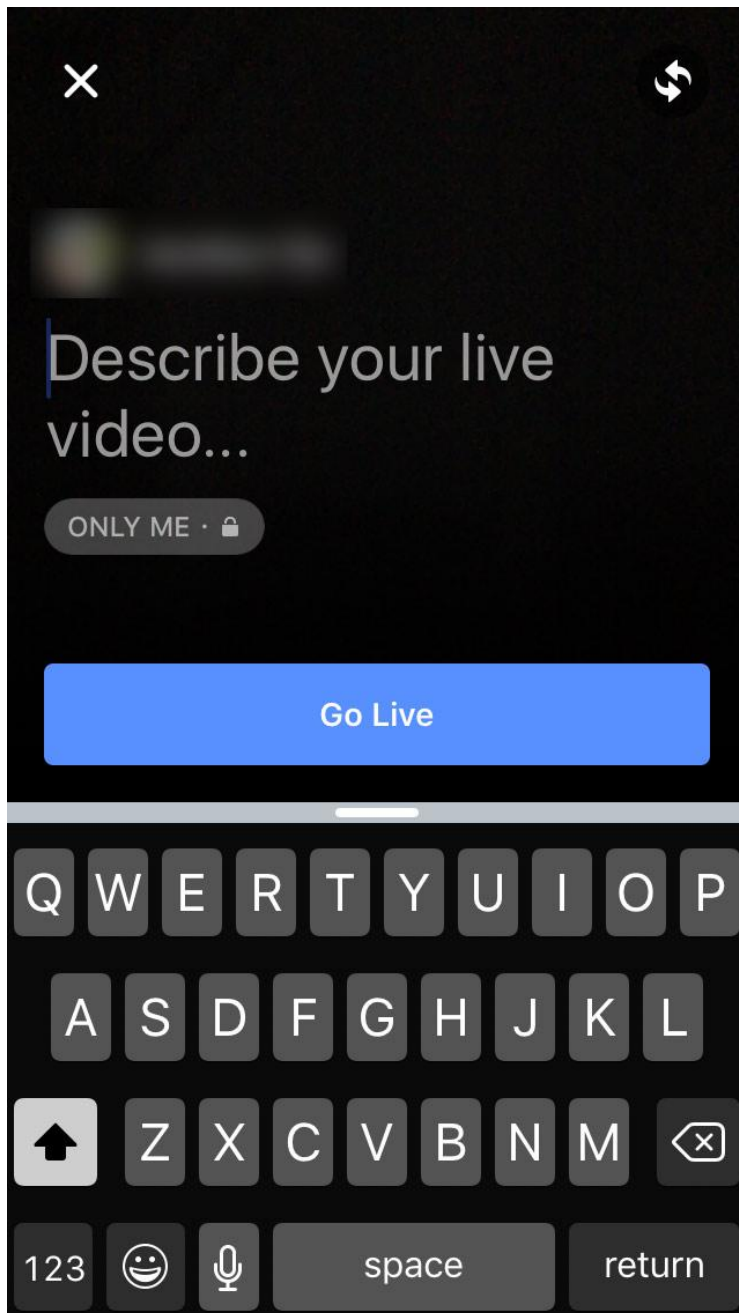 Describe your live
video...
ONLY ME ·
Go Live
Q W E R T Y U I O P
A S D F G H J K L
Z X C V B N M
123 space return